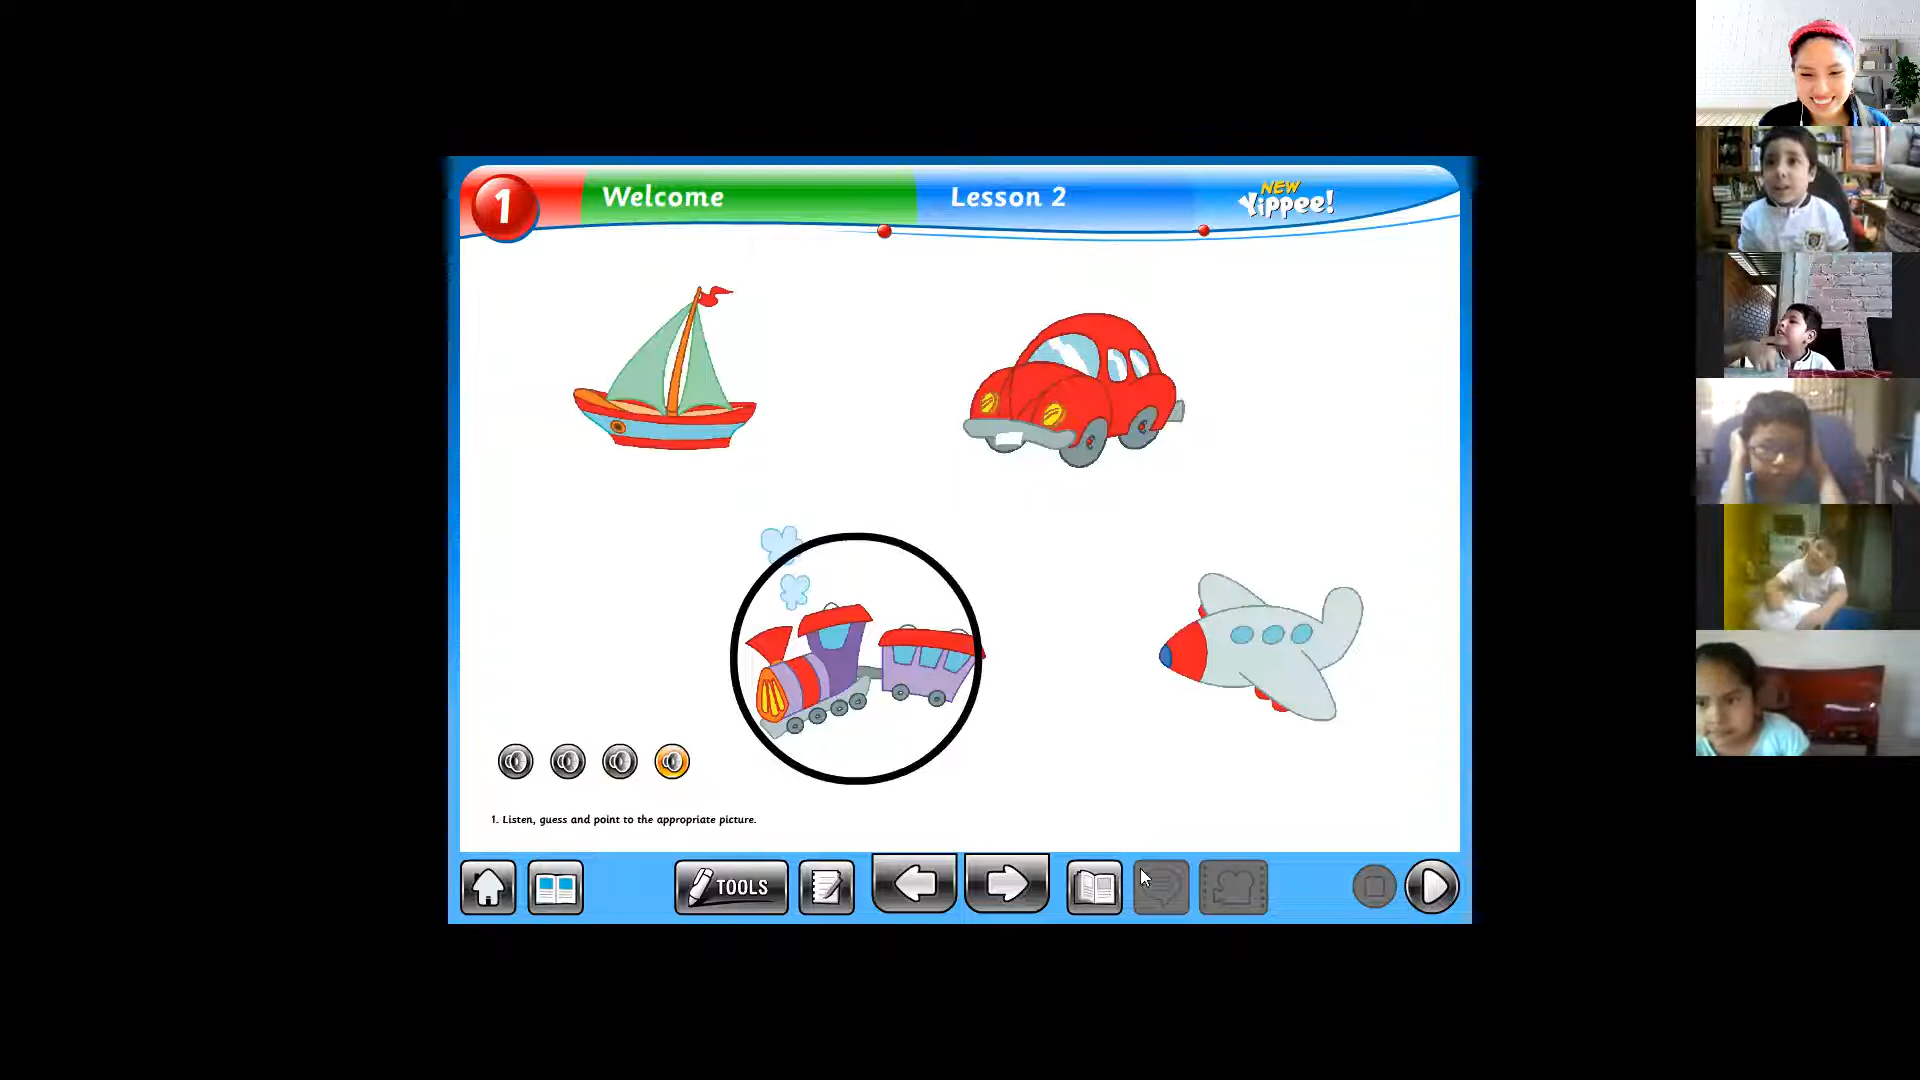 1
Welcome
Lesson 2
NEW
Yippee!
1. Listen, guess and point to the appropriate picture.
TOOLS